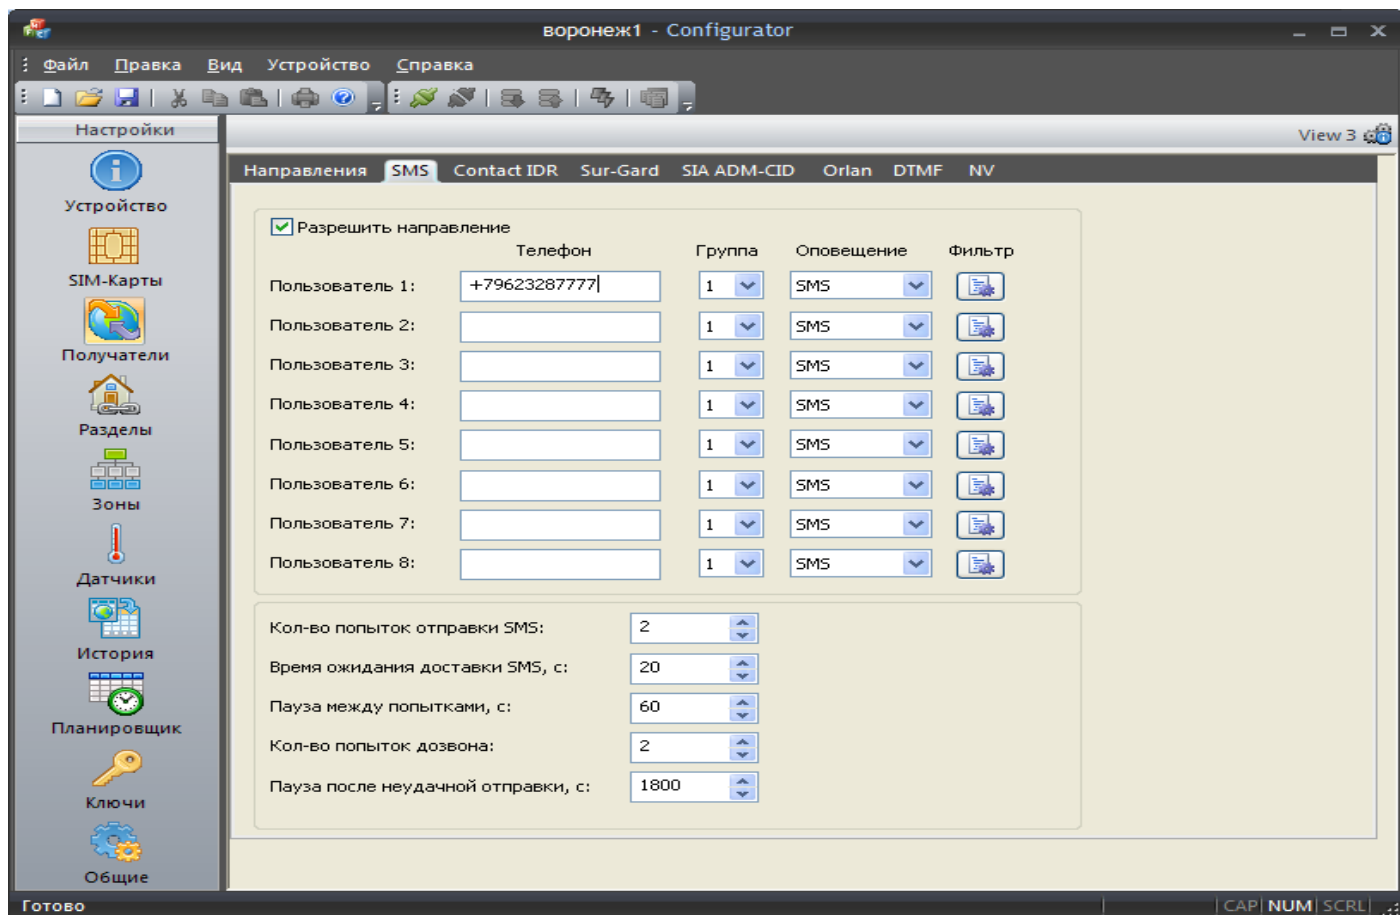 воронеж1 - Configurator
Файл Правка Вид Устройство Справка
Настройки
View 3
Устройство
SIM-Карты
Получатели
Разделы
Зоны
Датчики
История
Планировщик
Ключи
Общие
Направления SMS Contact IDR Sur-Gard SIA ADM-CID Orlan DTMF NV
Разрешить направление
Телефон Группа Оповещение Фильтр
Пользователь 1: +79623287777 1 SMS
Пользователь 2: 1 SMS
Пользователь 3: 1 SMS
Пользователь 4: 1 SMS
Пользователь 5: 1 SMS
Пользователь 6: 1 SMS
Пользователь 7: 1 SMS
Пользователь 8: 1 SMS
Кол-во попыток отправки SMS: 2
Время ожидания доставки SMS, с: 20
Пауза между попытками, с: 60
Кол-во попыток дозвона: 2
Пауза после неудачной отправки, с: 1800
Готово CAP NUM SCRL